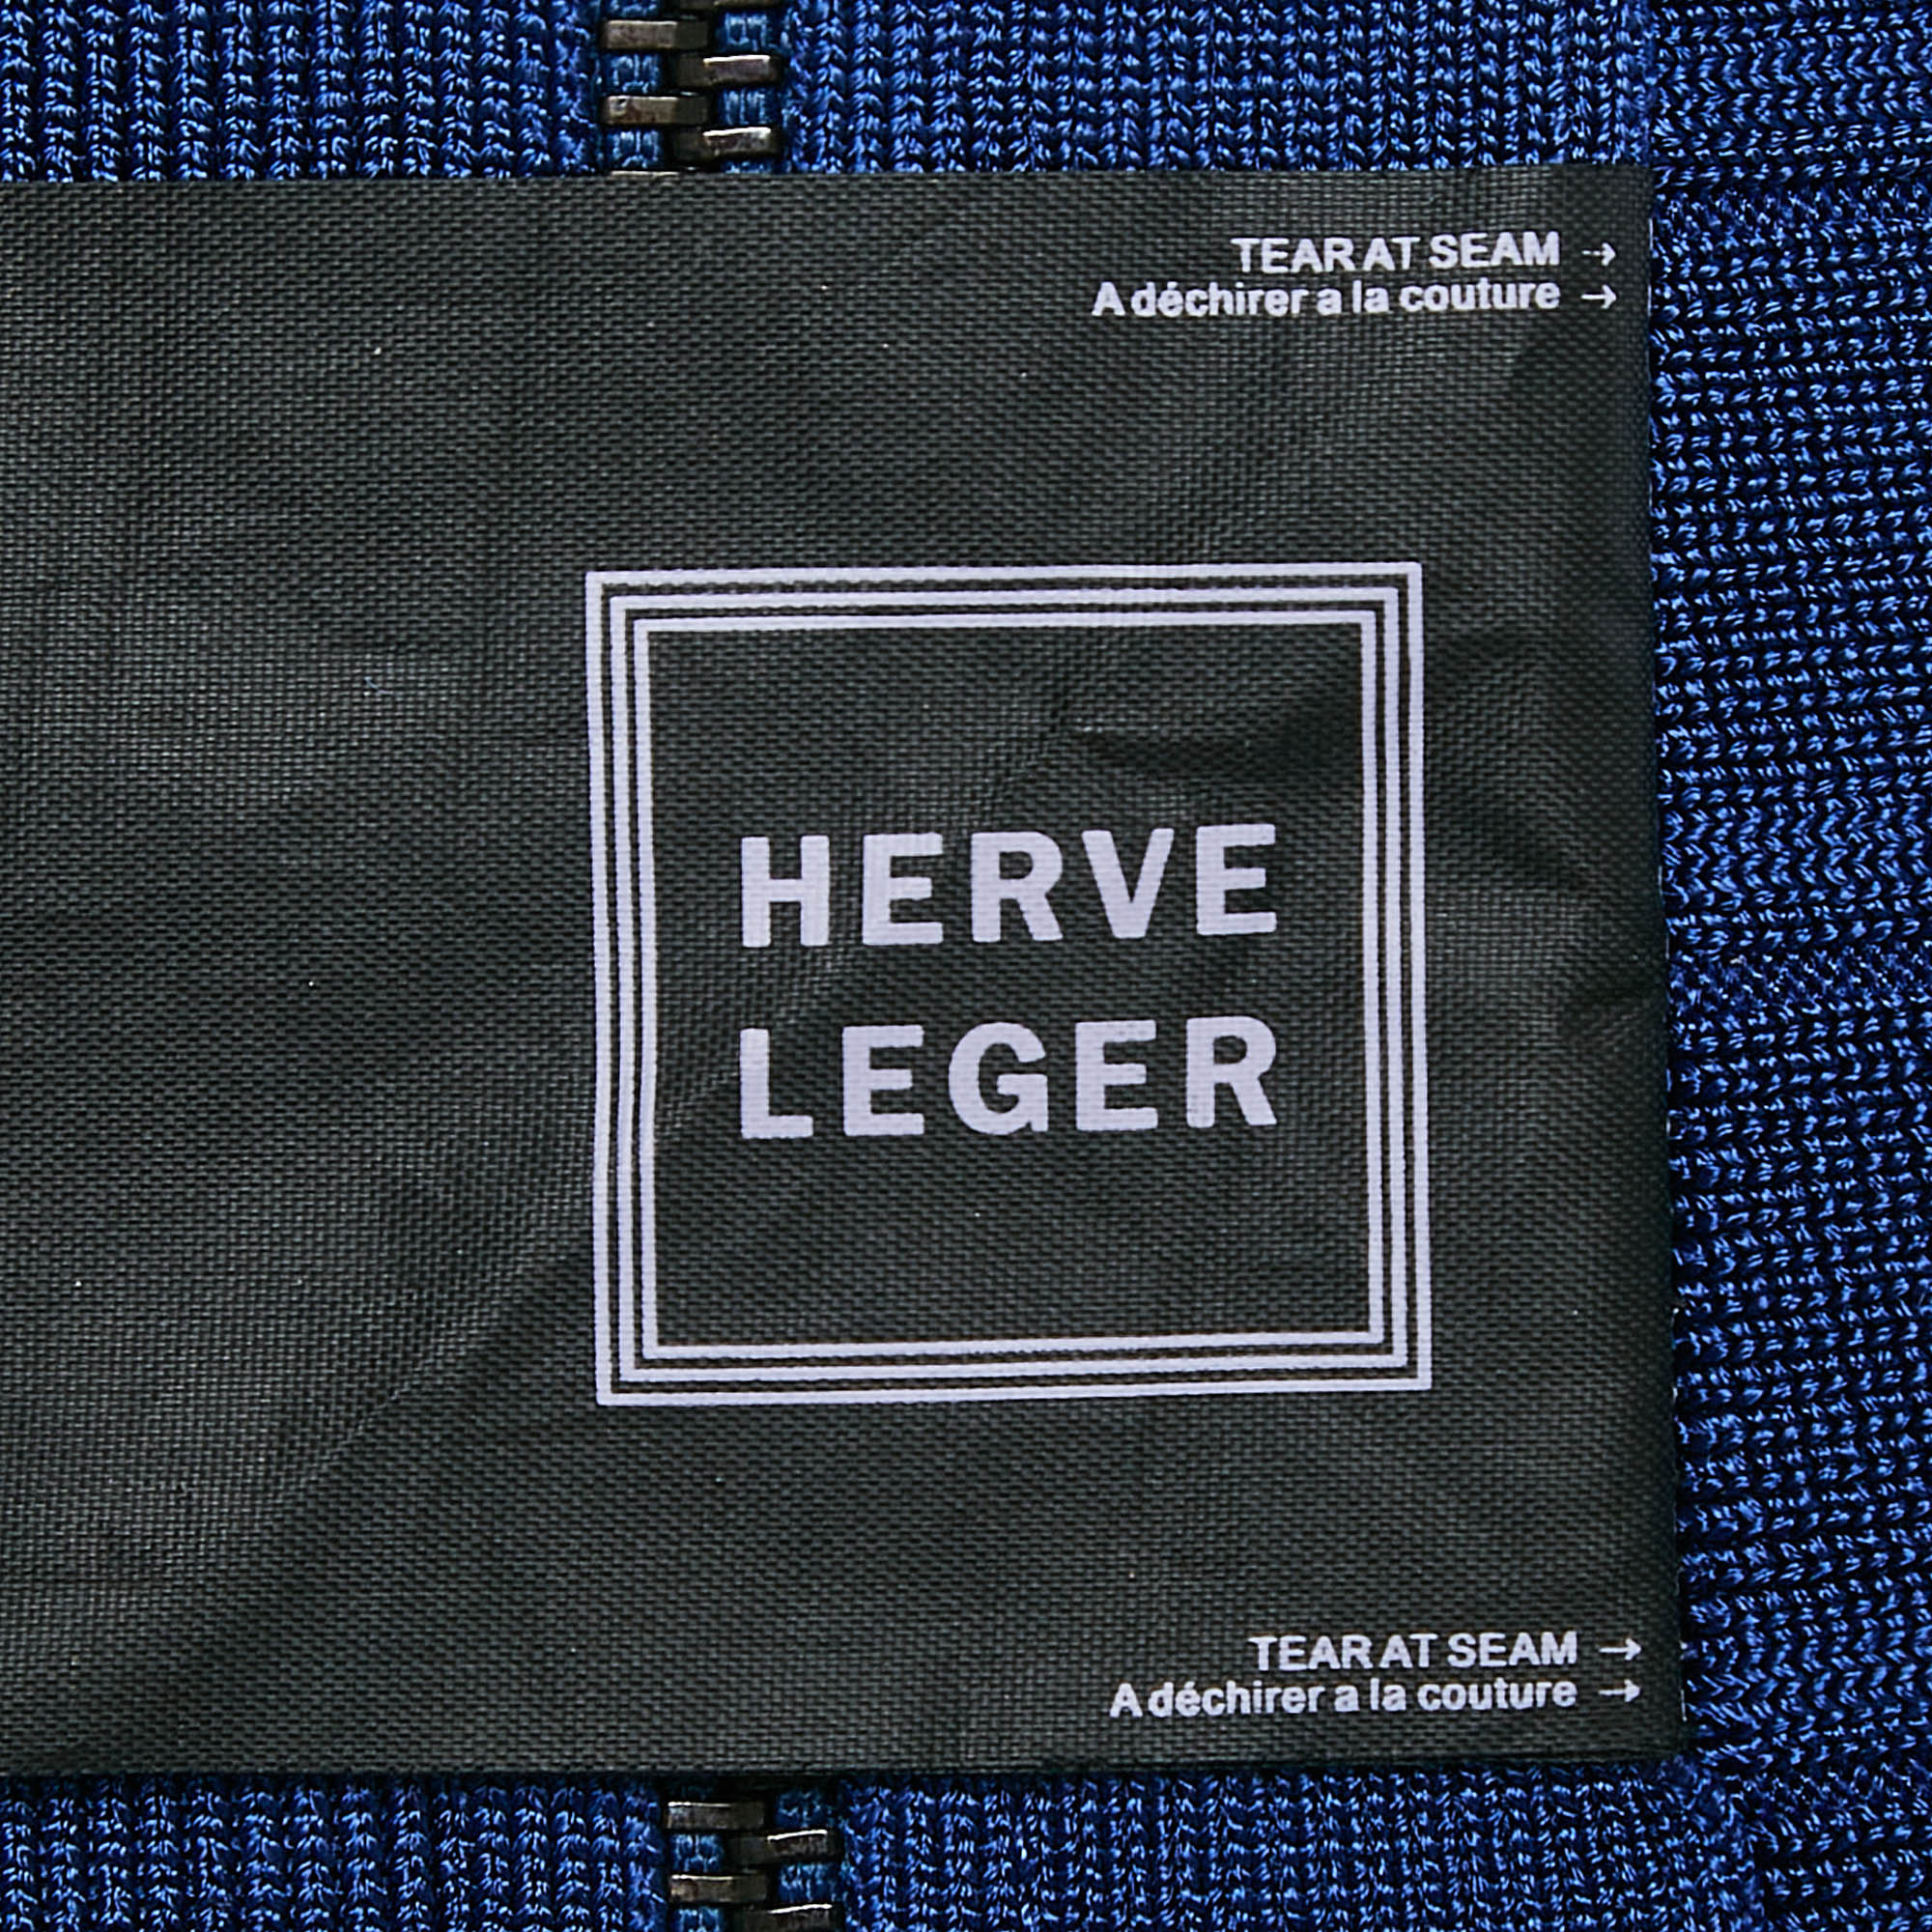 TEAR AT SEAM →
A déchirer a la couture →
HERVE
LEGER
TEAR AT SEAM →
A déchirer a la couture →